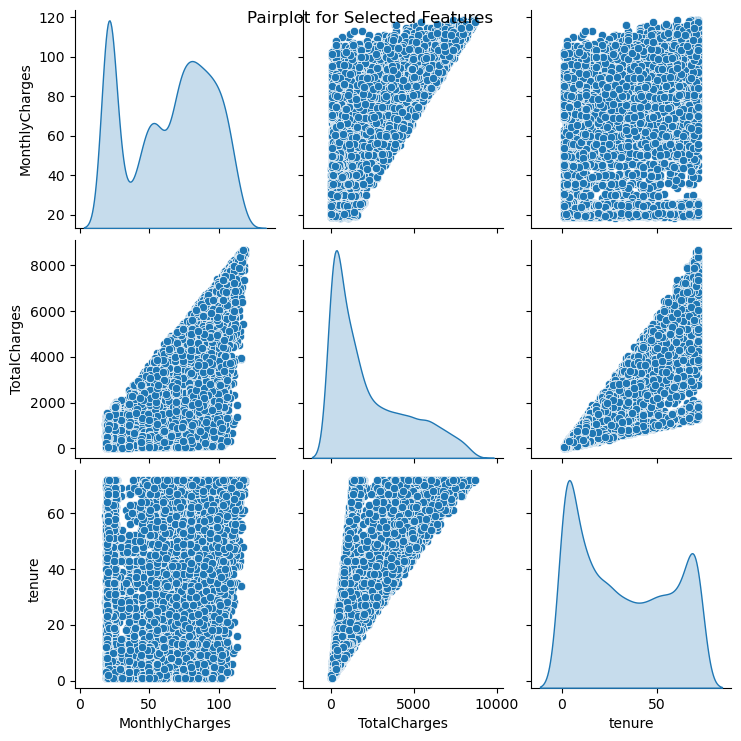 Pairplot for Selected Features
120
100
80
60
40
20
MonthlyCharges
8000
6000
4000
2000
0
TotalCharges
60
40
20
0
tenure
0 50 100
MonthlyCharges
0 5000 10000
TotalCharges
0 50
tenure